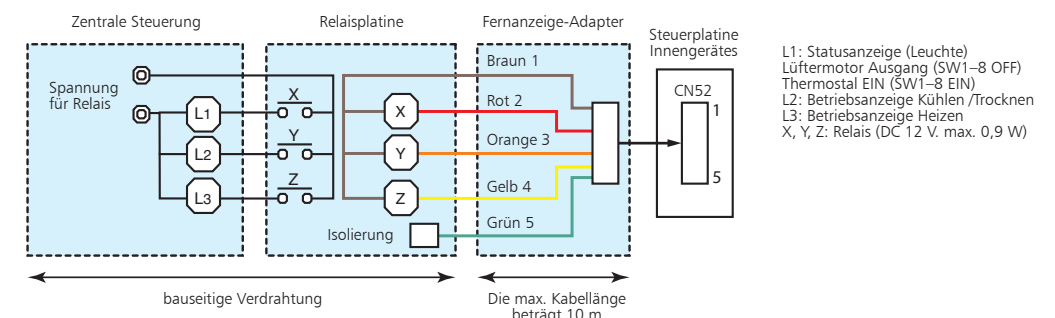 Zentrale Steuerung
Relaisplatine
Fernanzeige-Adapter
Steuerplatine
Innengerätes
Spannung
für Relais
L1
L2
L3
X
Y
Z
X
Y
Z
Isolierung
Braun 1
Rot 2
Orange 3
Gelb 4
Grün 5
CN52
1
5
L1: Statusanzeige (Leuchte)
Lüftermotor Ausgang (SW1–8 OFF)
Thermostal EIN (SW1–8 EIN)
L2: Betriebsanzeige Kühlen /Trocknen
L3: Betriebsanzeige Heizen
X, Y, Z: Relais (DC 12 V. max. 0,9 W)
bauseitige Verdrahtung
Die max. Kabellänge
beträgt 10 m